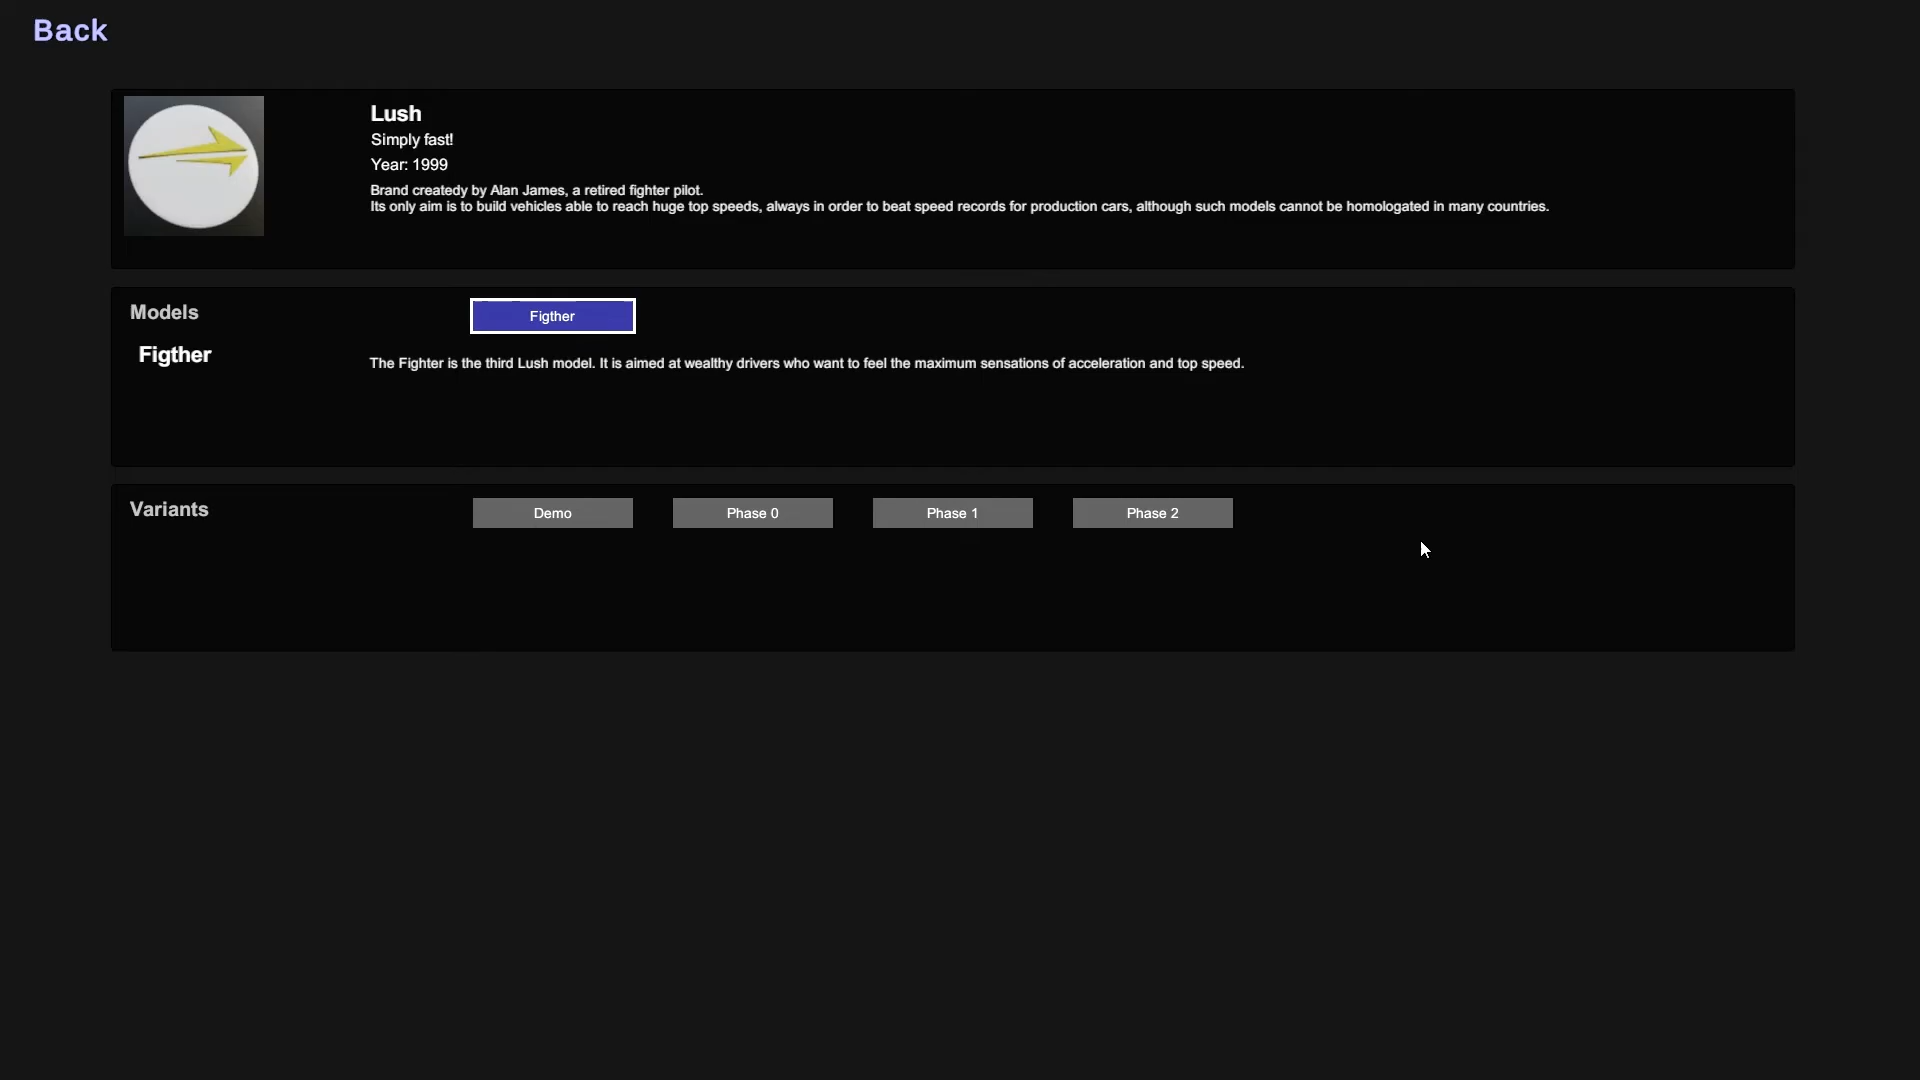 Back
Lush
Simply fast!
Year: 1999
Brand createdy by Alan James, a retired fighter pilot.
Its only aim is to build vehicles able to reach huge top speeds, always in order to beat speed records for production cars, although such models cannot be homologated in many countries.
Models
Figther
Figther
The Fighter is the third Lush model. It is aimed at wealthy drivers who want to feel the maximum sensations of acceleration and top speed.
Variants
Demo
Phase 0
Phase 1
Phase 2